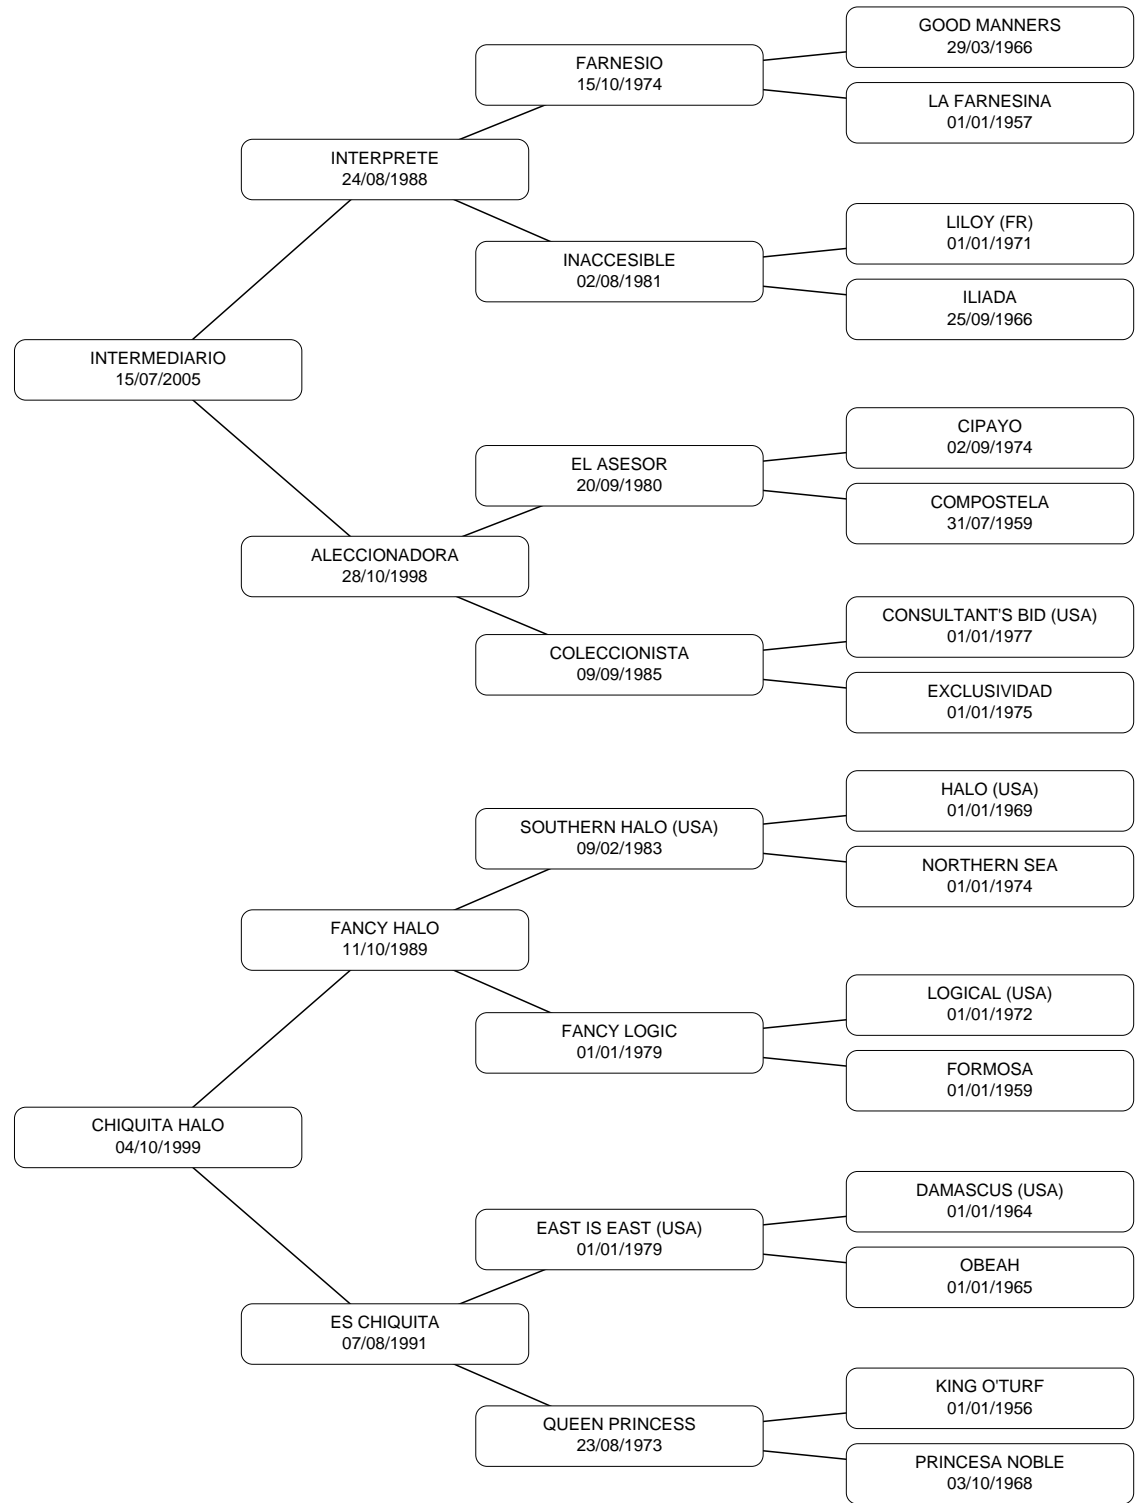 GOOD MANNERS
29/03/1966
FARNESIO
15/10/1974
LA FARNESINA
01/01/1957
INTERPRETE
24/08/1988
LILOY (FR)
01/01/1971
INACCESIBLE
02/08/1981
ILIADA
25/09/1966
INTERMEDIARIO
15/07/2005
CIPAYO
02/09/1974
EL ASESOR
20/09/1980
COMPOSTELA
31/07/1959
ALECCIONADORA
28/10/1998
CONSULTANT'S BID (USA)
01/01/1977
COLECCIONISTA
09/09/1985
EXCLUSIVIDAD
01/01/1975
HALO (USA)
01/01/1969
SOUTHERN HALO (USA)
09/02/1983
NORTHERN SEA
01/01/1974
FANCY HALO
11/10/1989
LOGICAL (USA)
01/01/1972
FANCY LOGIC
01/01/1979
FORMOSA
01/01/1959
CHIQUITA HALO
04/10/1999
DAMASCUS (USA)
01/01/1964
EAST IS EAST (USA)
01/01/1979
OBEAH
01/01/1965
ES CHIQUITA
07/08/1991
KING O'TURF
01/01/1956
QUEEN PRINCESS
23/08/1973
PRINCESA NOBLE
03/10/1968